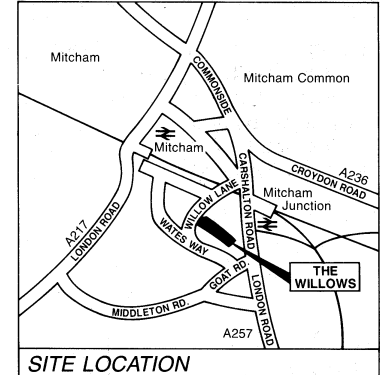 Mitcham
COMMONSIDE
Mitcham Common
Mitcham
A236
CROYDON ROAD
CARSHALTON ROAD
WILLOW LANE
Mitcham
Junction
A217
LONDON ROAD
WATES WAY
GOAT RD.
THE
WILLOWS
MIDDLETON RD.
LONDON ROAD
A257
SITE LOCATION